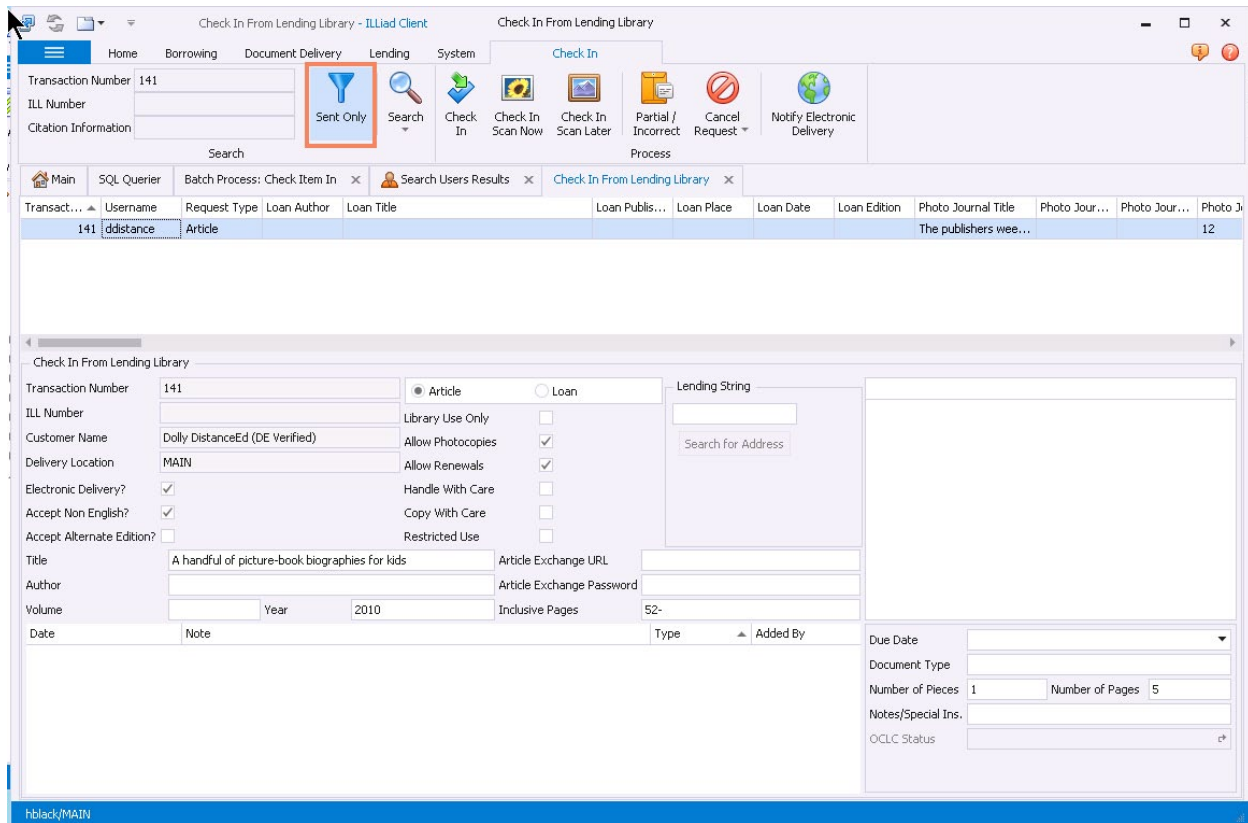 Check In From Lending Library - ILLiad Client Check In From Lending Library
Home Borrowing Document Delivery Lending System Check In
Transaction Number 141
ILL Number
Citation Information
Sent Only
Search
Check In
Check In Scan Now
Check In Scan Later
Partial / Incorrect
Cancel Request
Notify Electronic Delivery
Search Process
Main SQL Querier Batch Process: Check Item In Search Users Results Check In From Lending Library
Transact... Username Request Type Loan Author Loan Title Loan Publis... Loan Place Loan Date Loan Edition Photo Journal Title Photo Jour... Photo Jour... Photo
141 ddistance Article The publishers wee... 12
Check In From Lending Library
Transaction Number 141 Article Loan Lending String
ILL Number Library Use Only
Customer Name Dolly DistanceEd (DE Verified) Allow Photocopies Search for Address
Delivery Location MAIN Allow Renewals
Electronic Delivery? Handle With Care
Accept Non English? Copy With Care
Accept Alternate Edition? Restricted Use
Title A handful of picture-book biographies for kids Article Exchange URL
Author Article Exchange Password
Volume Year 2010 Inclusive Pages 52-
Date Note Type Added By
Due Date
Document Type
Number of Pieces 1 Number of Pages 5
Notes/Special Ins.
OCLC Status
hblack/MAIN